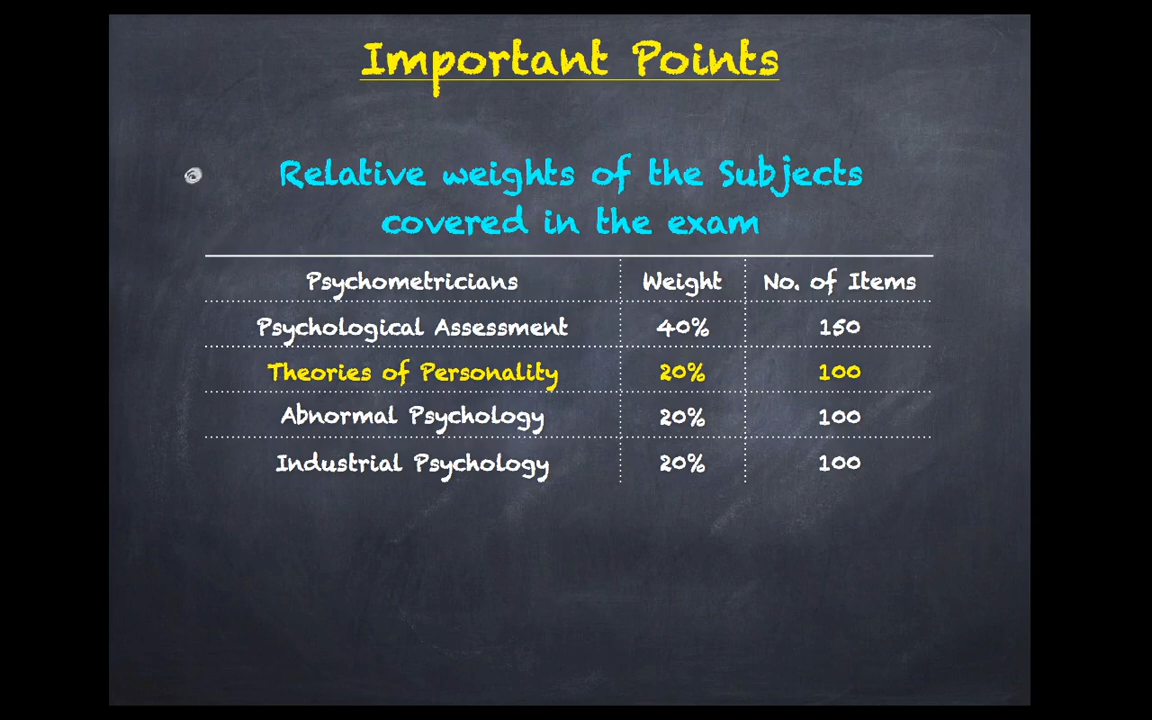 Important Points
Relative weights of the Subjects
covered in the exam
Psychometricians Weight No. of Items
Psychological Assessment 40% 150
Theories of Personality 20% 100
Abnormal Psychology 20% 100
Industrial Psychology 20% 100